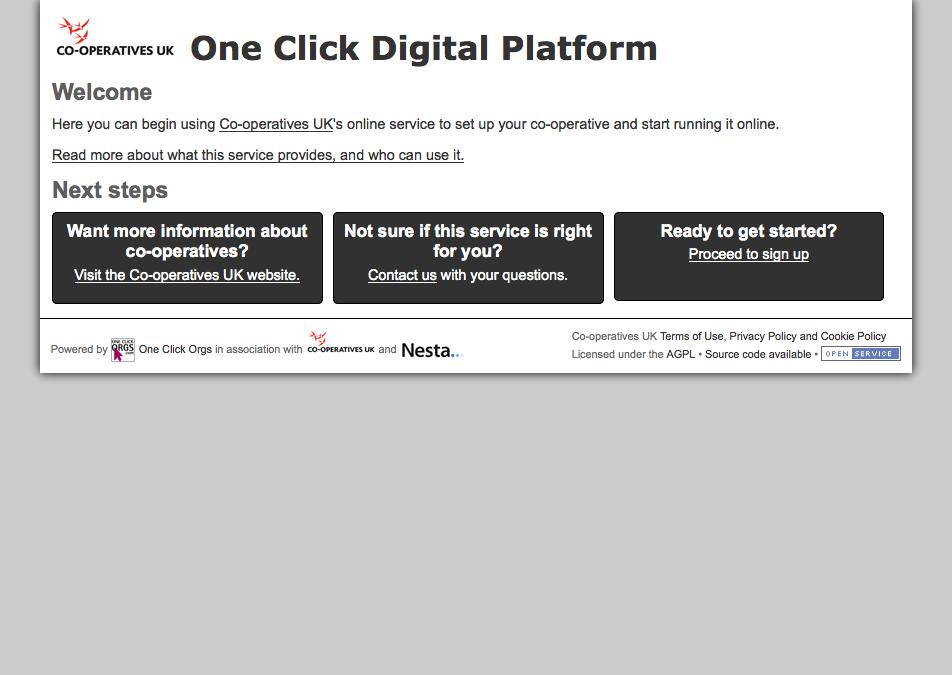 CO-OPERATIVES UK
One Click Digital Platform
Welcome
Here you can begin using Co-operatives UK's online service to set up your co-operative and start running it online.
Read more about what this service provides, and who can use it.
Next steps
Want more information about
co-operatives?
Visit the Co-operatives UK website.
Not sure if this service is right
for you?
Contact us with your questions.
Ready to get started?
Proceed to sign up
Powered by ONE CLICK ORGS .com One Click Orgs in association with CO-OPERATIVES UK and Nesta...
Co-operatives UK Terms of Use, Privacy Policy and Cookie Policy
Licensed under the AGPL • Source code available • OPEN SERVICE